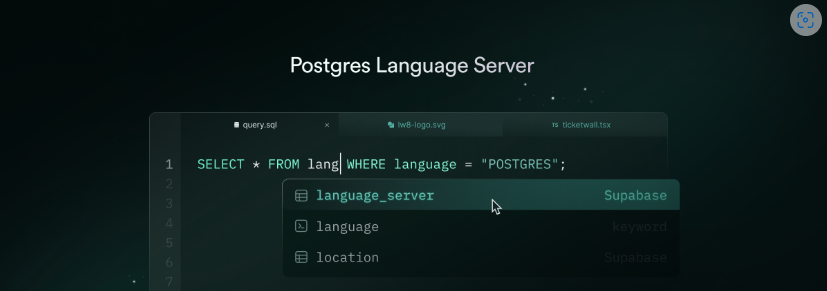 Postgres Language Server
query.sql ×
lw8-logo.svg
TS ticketwall.tsx
1 SELECT * FROM lang WHERE language = "POSTGRES";
2
language_server Supabase
3
language keyword
4
5
location Supabase
6
7